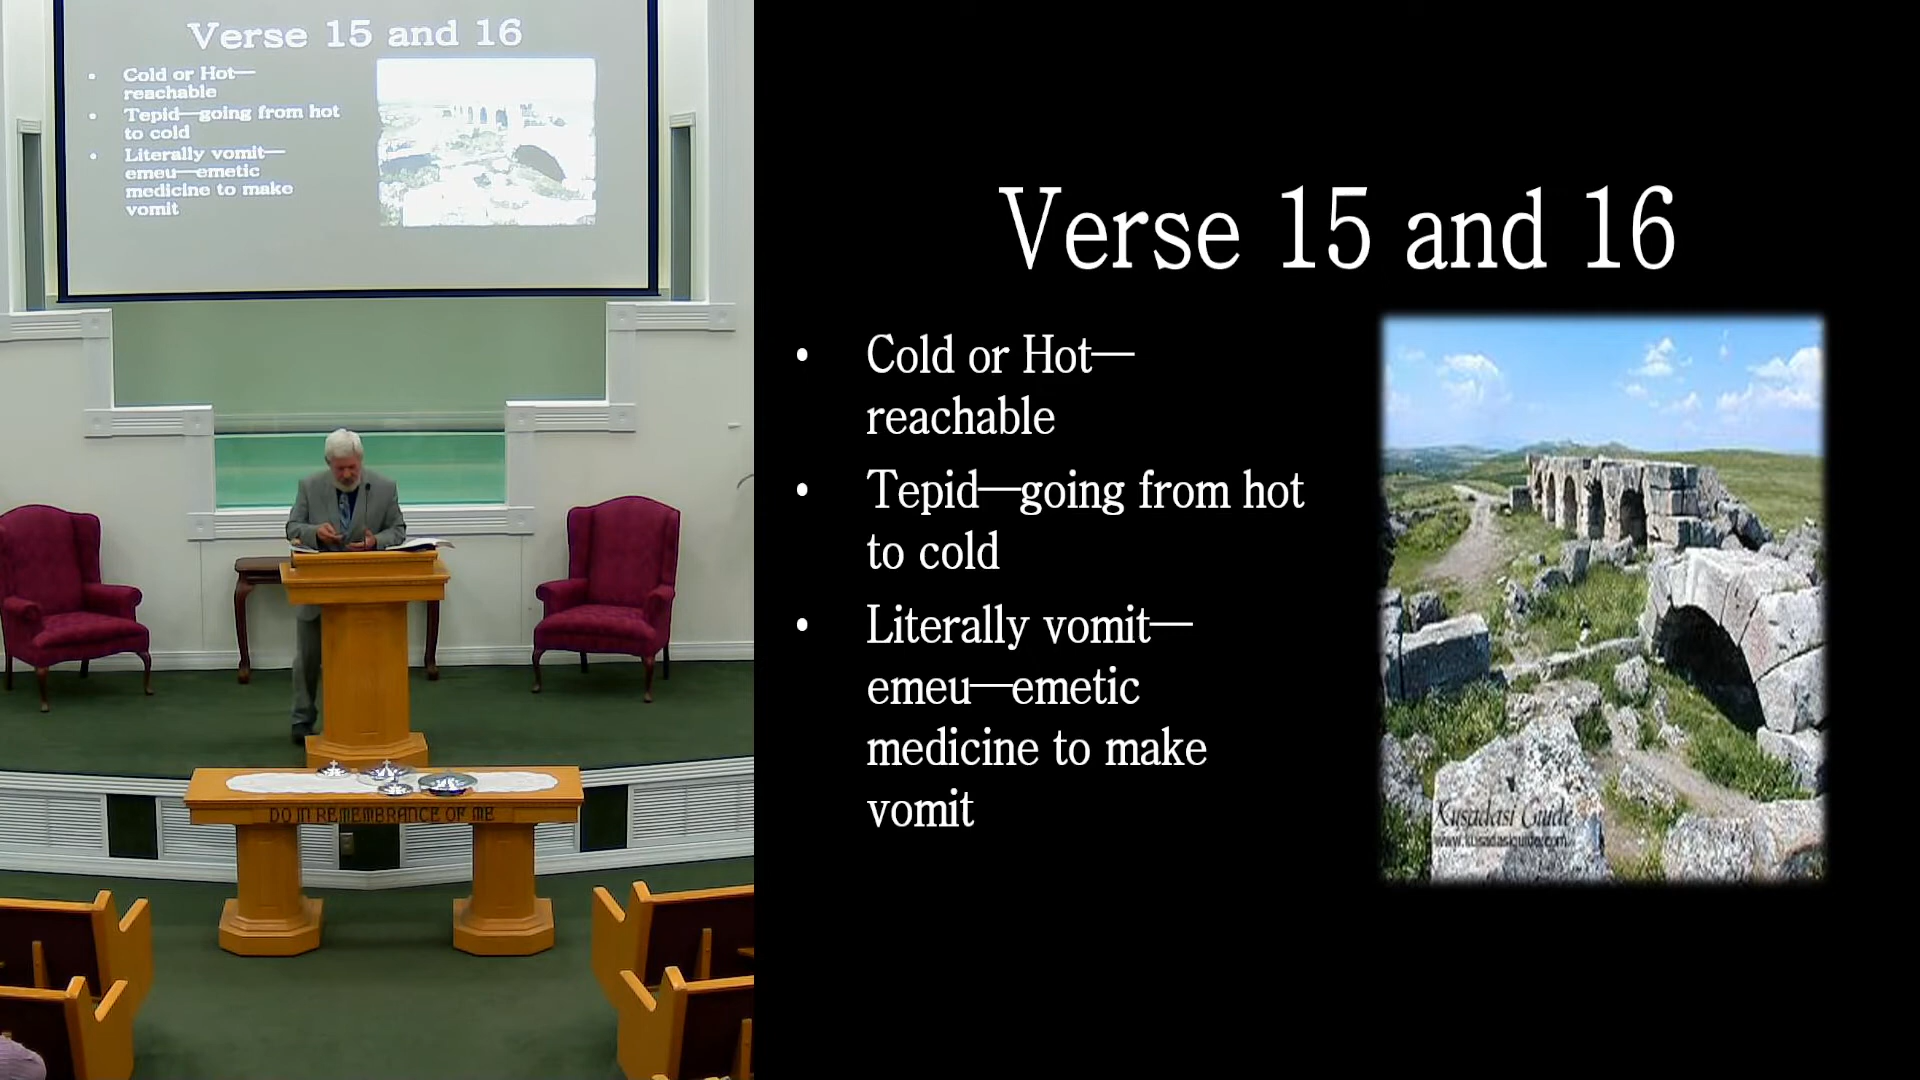 Verse 15 and 16
• Cold or Hot—
reachable
• Tepid—going from hot
to cold
• Literally vomit—
emeu—emetic
medicine to make
vomit
DO IN REMEMBRANCE OF ME
Verse 15 and 16
• Cold or Hot—
reachable
• Tepid—going from hot
to cold
• Literally vomit—
emeu—emetic
medicine to make
vomit
Kusadasi Guide
www.kusadasiguide.com